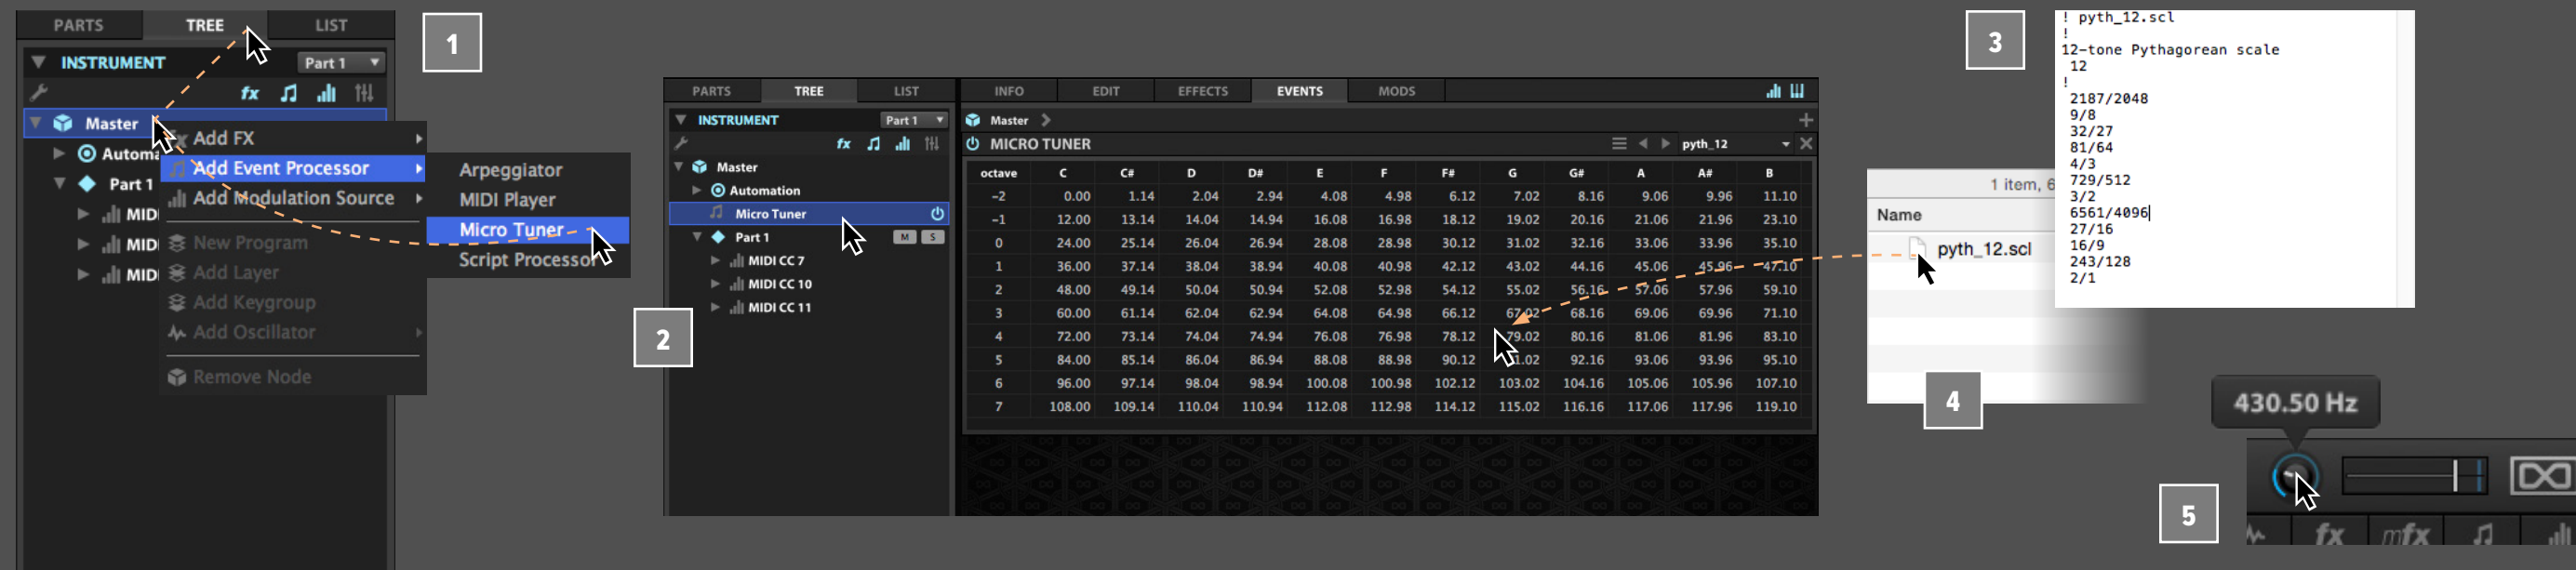 PARTS TREE LIST
INSTRUMENT Part 1
fx
Master
Add FX
Automa
Add Event Processor
Part 1
Add Modulation Source
MID
MID
MID
New Program
Add Layer
Add Keygroup
Add Oscillator
Remove Node
Arpeggiator
MIDI Player
Micro Tuner
Script Processor
1
2
PARTS TREE LIST
INSTRUMENT Part 1
fx
Master
Automation
Micro Tuner
Part 1 M S
MIDI CC 7
MIDI CC 10
MIDI CC 11
INFO EDIT EFFECTS EVENTS MODS
Master
MICRO TUNER pyth_12
octave C C# D D# E F F# G G# A A# B
-2 0.00 1.14 2.04 2.94 4.08 4.98 6.12 7.02 8.16 9.06 9.96 11.10
-1 12.00 13.14 14.04 14.94 16.08 16.98 18.12 19.02 20.16 21.06 21.96 23.10
0 24.00 25.14 26.04 26.94 28.08 28.98 30.12 31.02 32.16 33.06 33.96 35.10
1 36.00 37.14 38.04 38.94 40.08 40.98 42.12 43.02 44.16 45.06 45.96 47.10
2 48.00 49.14 50.04 50.94 52.08 52.98 54.12 55.02 56.16 57.06 57.96 59.10
3 60.00 61.14 62.04 62.94 64.08 64.98 66.12 67.02 68.16 69.06 69.96 71.10
4 72.00 73.14 74.04 74.94 76.08 76.98 78.12 79.02 80.16 81.06 81.96 83.10
5 84.00 85.14 86.04 86.94 88.08 88.98 90.12 1.02 92.16 93.06 93.96 95.10
6 96.00 97.14 98.04 98.94 100.08 100.98 102.12 103.02 104.16 105.06 105.96 107.10
7 108.00 109.14 110.04 110.94 112.08 112.98 114.12 115.02 116.16 117.06 117.96 119.10
3
! pyth_12.scl
!
12-tone Pythagorean scale
12
!
2187/2048
9/8
32/27
81/64
4/3
729/512
3/2
6561/4096
27/16
16/9
243/128
2/1
1 item, 6
Name
pyth_12.scl
4
430.50 Hz
5
fx mfx